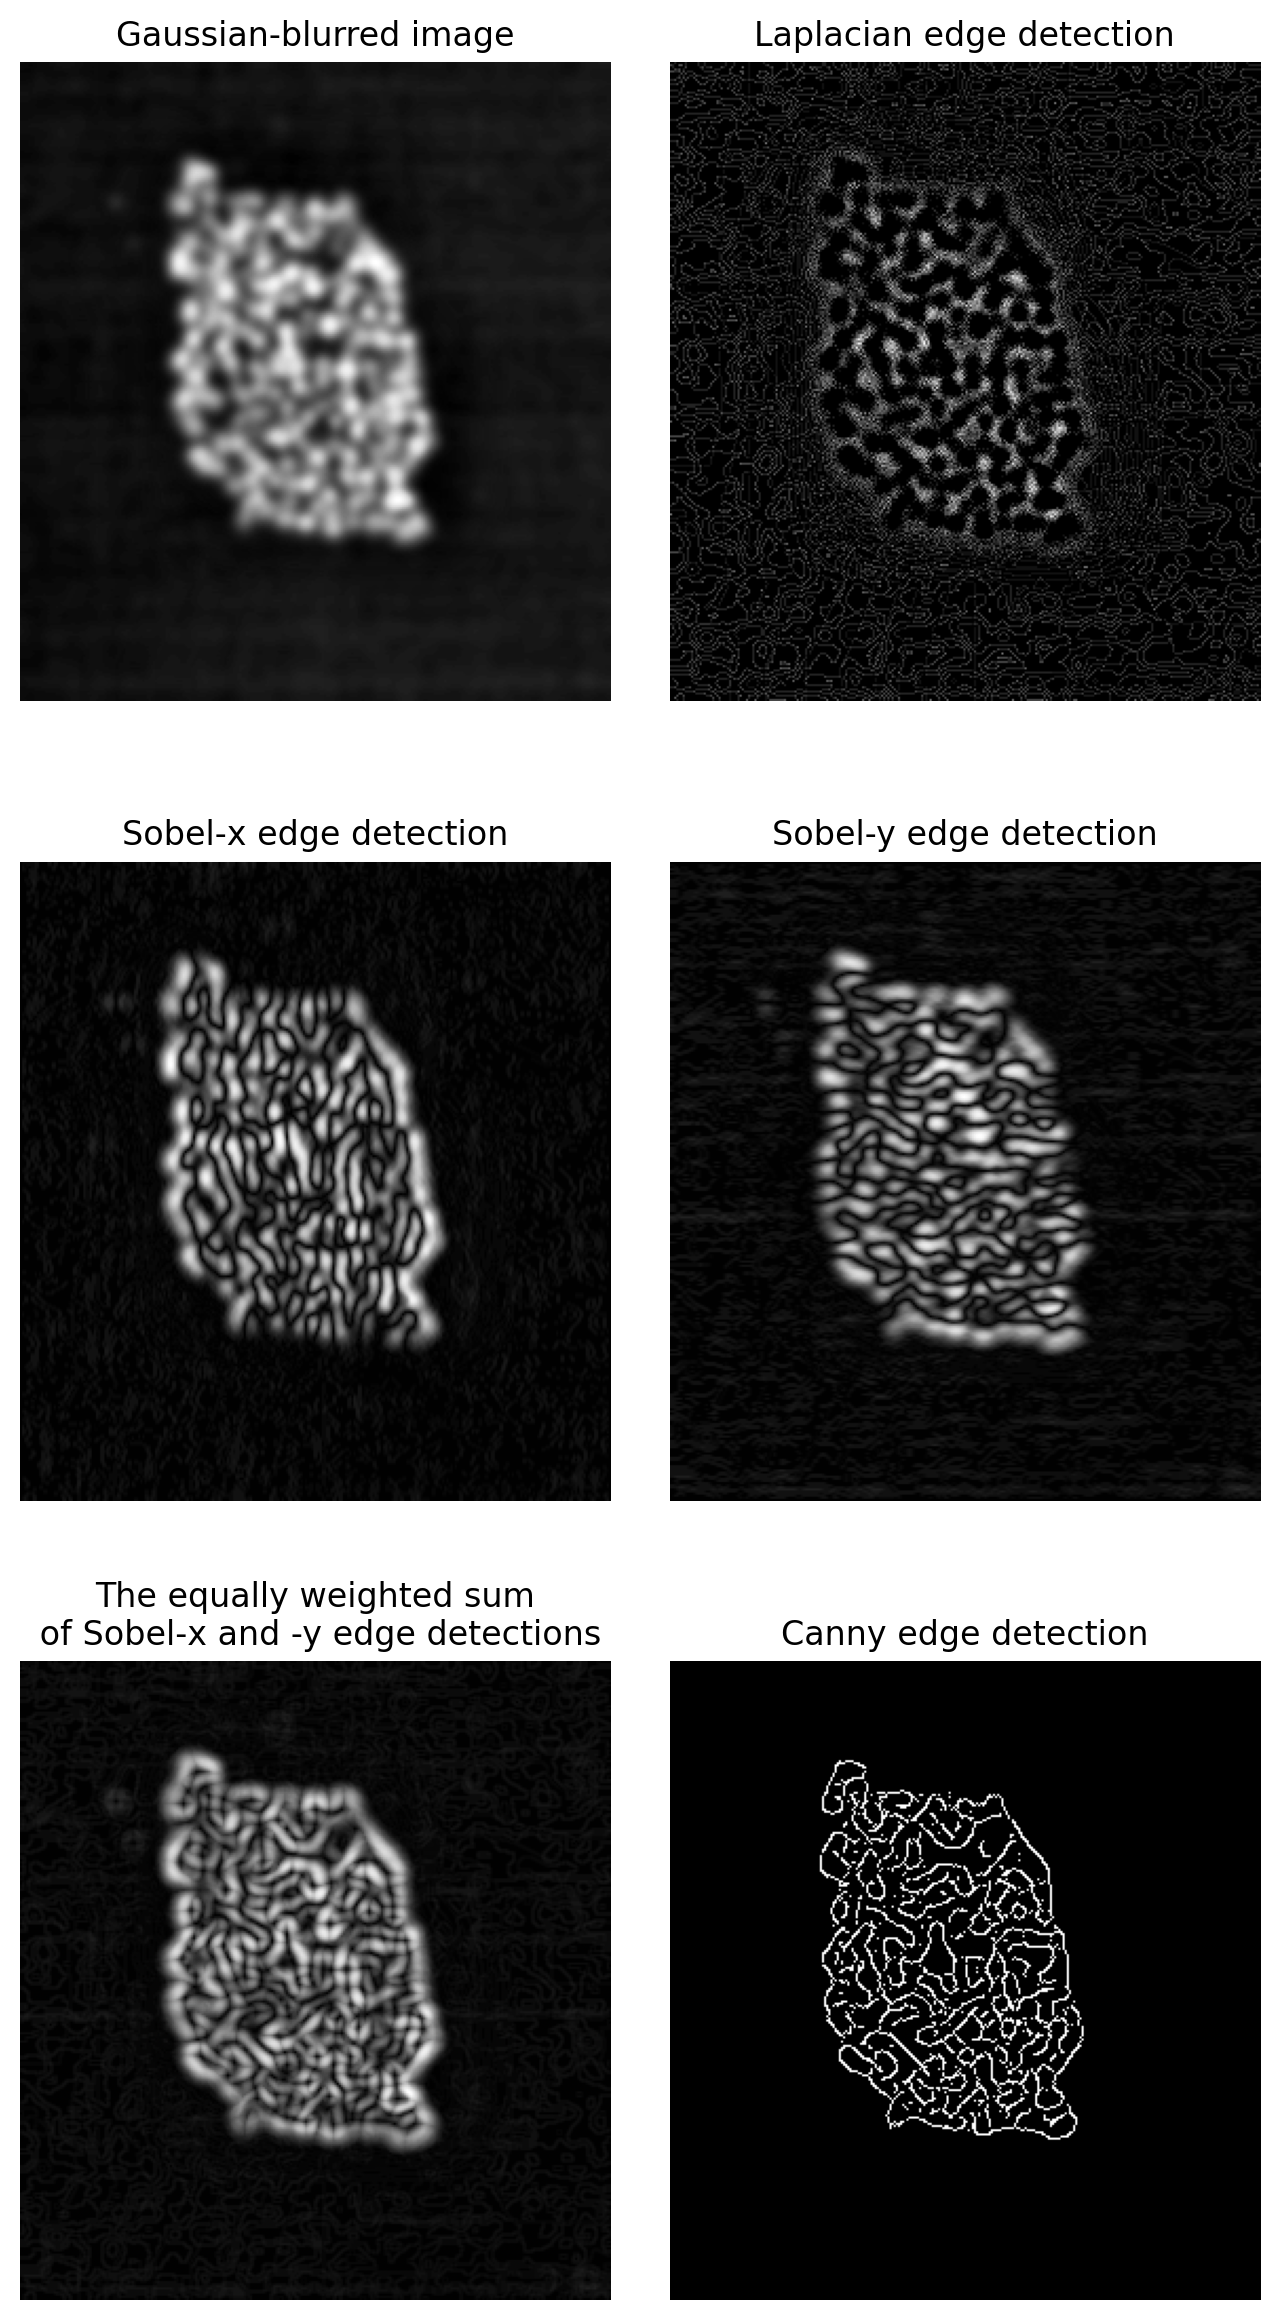 Gaussian-blurred image
Laplacian edge detection
Sobel-x edge detection
Sobel-y edge detection
The equally weighted sum
of Sobel-x and -y edge detections
Canny edge detection